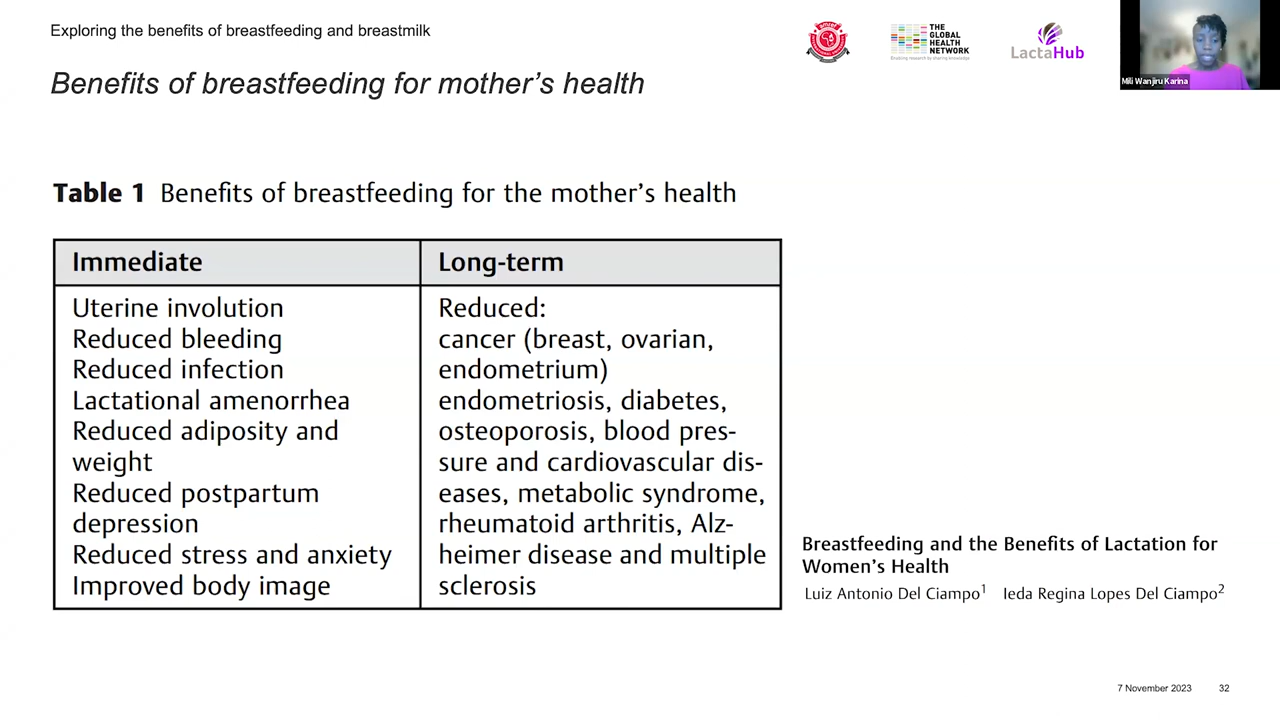 Exploring the benefits of breastfeeding and breastmilk
Benefits of breastfeeding for mother's health
THE
GLOBAL
HEALTH
NETWORK
Enabling research by sharing knowledge
LactaHub
Mili Wanjiru Karina
Table 1 Benefits of breastfeeding for the mother's health
Immediate
Uterine involution
Reduced bleeding
Reduced infection
Lactational amenorrhea
Reduced adiposity and
weight
Reduced postpartum
depression
Reduced stress and anxiety
Improved body image
Long-term
Reduced:
cancer (breast, ovarian,
endometrium)
endometriosis, diabetes,
osteoporosis, blood pres-
sure and cardiovascular dis-
eases, metabolic syndrome,
rheumatoid arthritis, Alz-
heimer disease and multiple
sclerosis
Breastfeeding and the Benefits of Lactation for
Women's Health
Luiz Antonio Del Ciampo1 Ieda Regina Lopes Del Ciampo2
7 November 2023 32